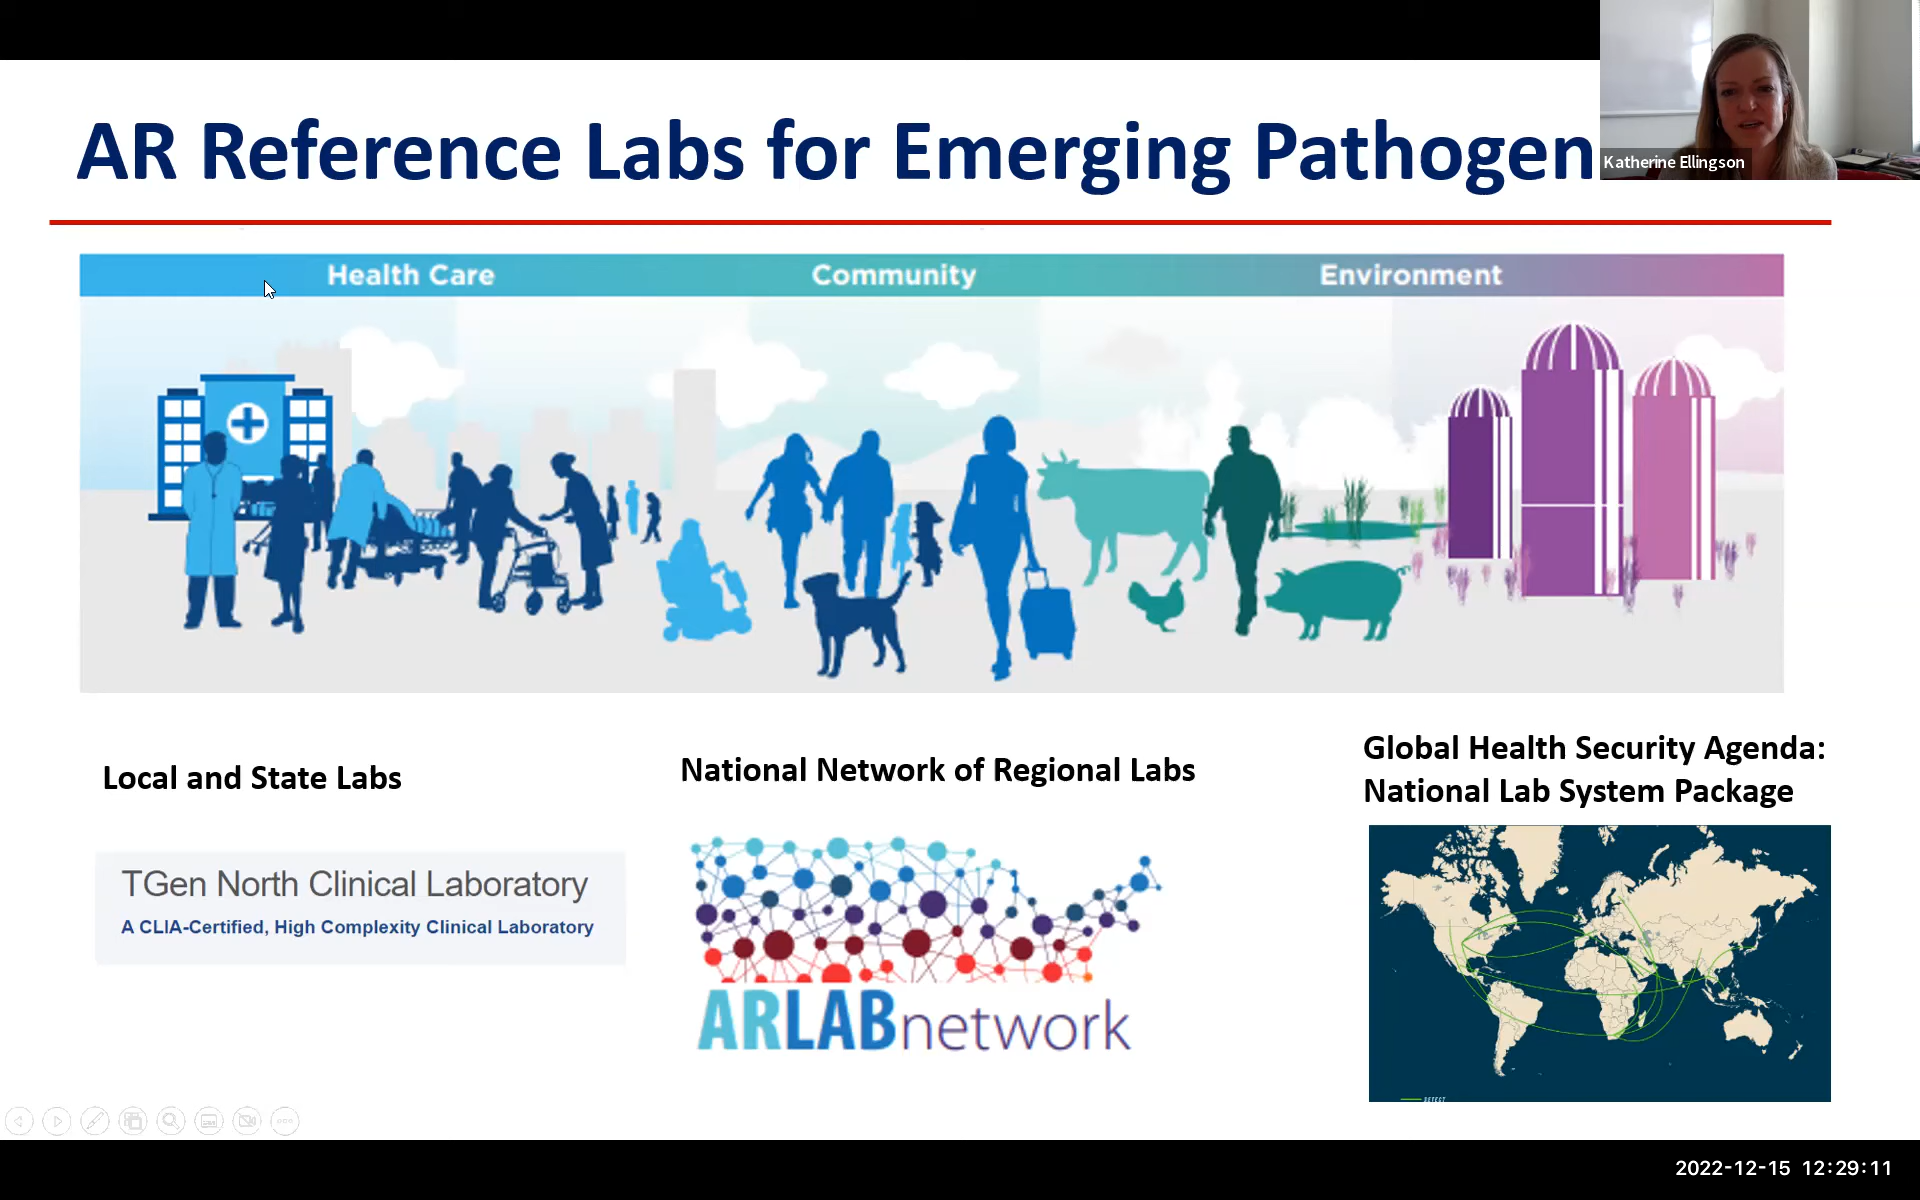 AR Reference Labs for Emerging Pathogen
Katherine Ellingson
Health Care
Community
Environment
Local and State Labs
National Network of Regional Labs
Global Health Security Agenda:
National Lab System Package
TGen North Clinical Laboratory
A CLIA-Certified, High Complexity Clinical Laboratory
ARLABnetwork
2022-12-15 12:29:11